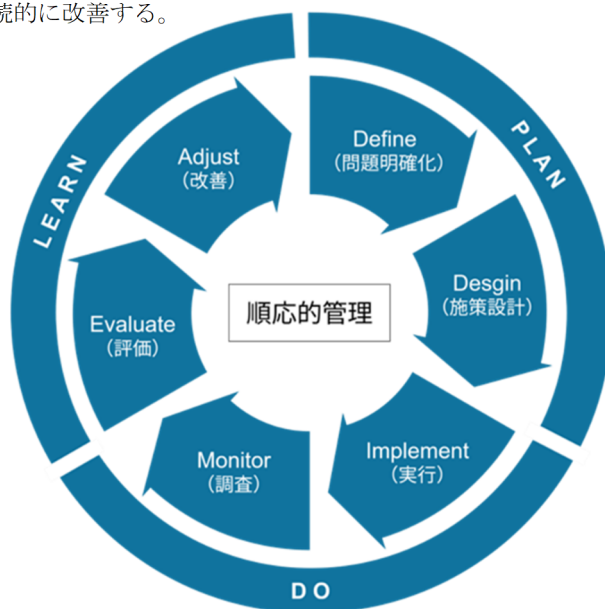 続的に改善する。
PLAN
Define
(問題明確化)
Desgin
(施策設計)
DO
Implement
(実行)
Monitor
(調査)
LEARN
Evaluate
(評価)
Adjust
(改善)
順応的管理